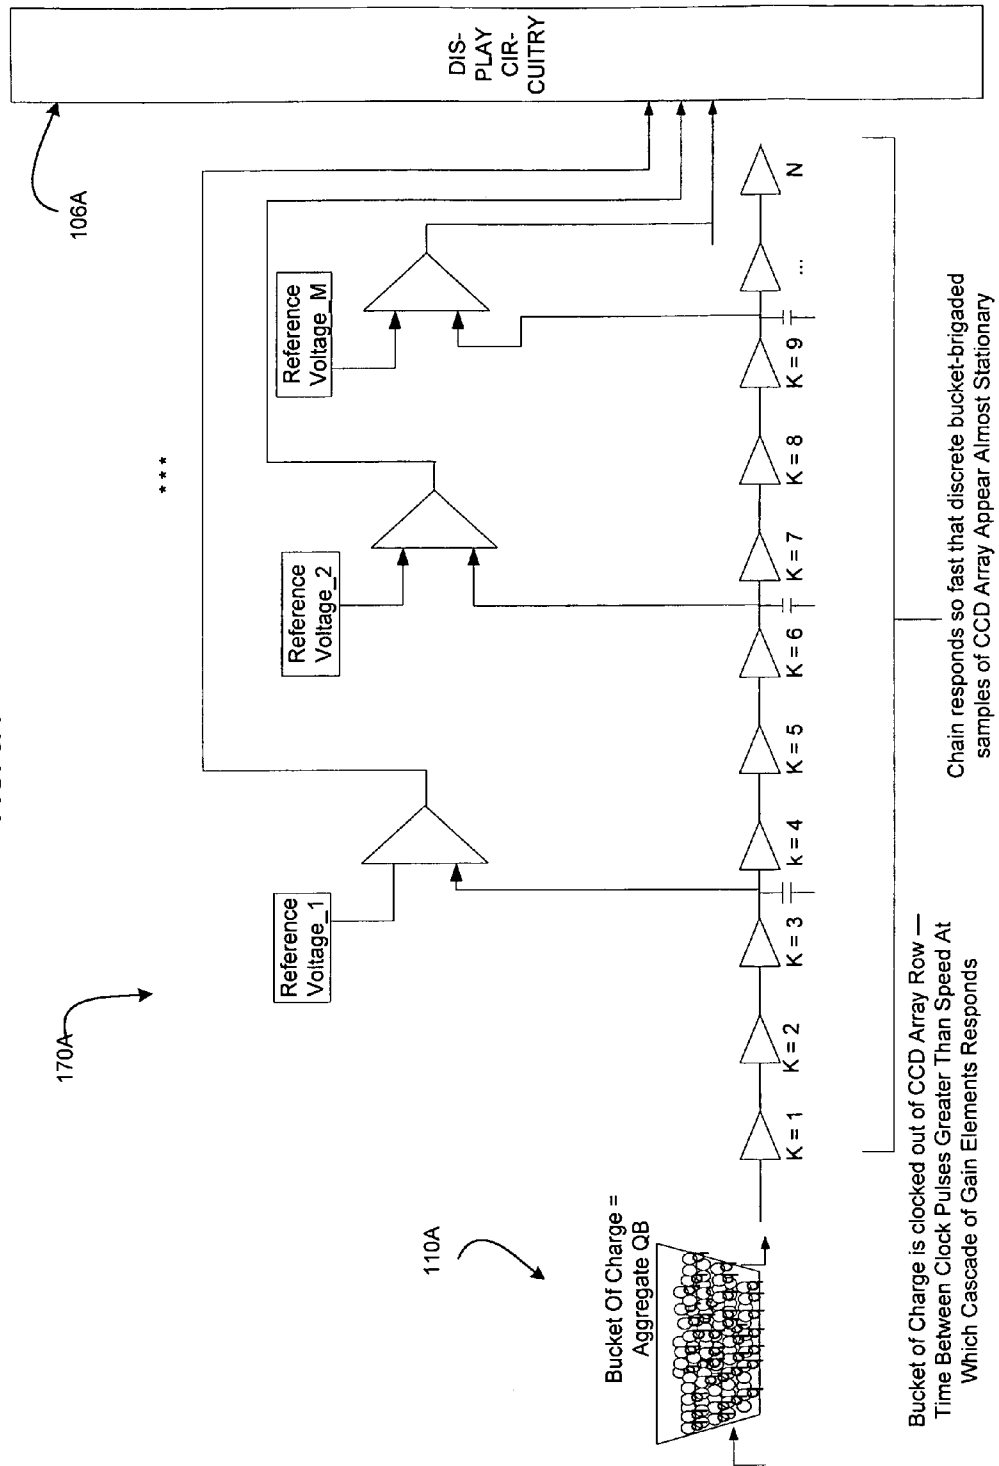 170A
106A
* * *
Reference
Voltage_1
Reference
Voltage_2
Reference
Voltage_M
DIS-
PLAY
CIR-
CUITRY
110A
Bucket Of Charge =
Aggregate QB
K = 1
K = 2
K = 3
k = 4
K = 5
K = 6
K = 7
K = 8
K = 9
...
N
Bucket of Charge is clocked out of CCD Array Row —
Time Between Clock Pulses Greater Than Speed At
Which Cascade of Gain Elements Responds
Chain responds so fast that discrete bucket-brigaded
samples of CCD Array Appear Almost Stationary